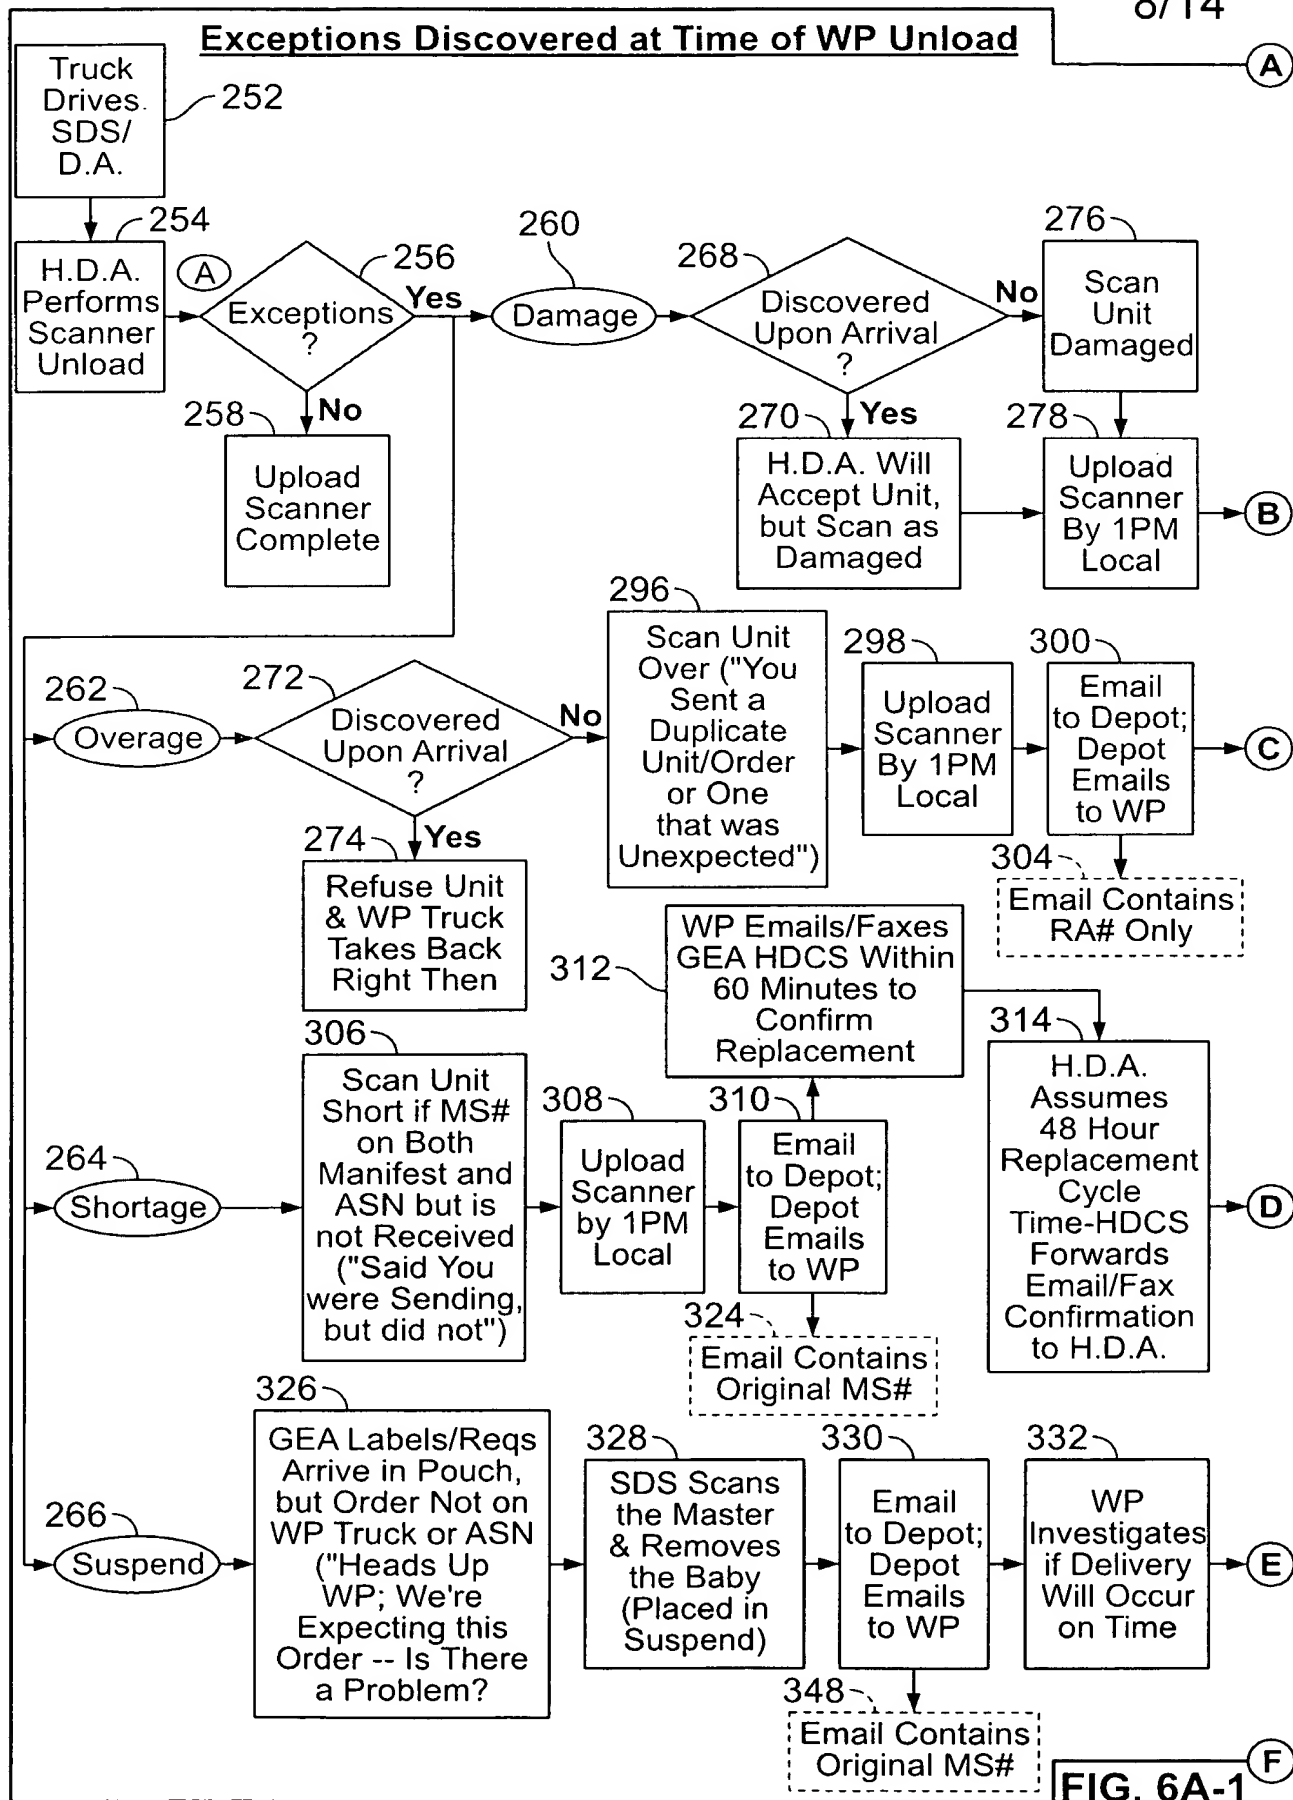 8/14
Exceptions Discovered at Time of WP Unload
A
Truck
Drives.
SDS/
D.A.
252
254
H.D.A.
Performs
Scanner
Unload
A
256
Exceptions
?
Yes
No
258
Upload
Scanner
Complete
260
Damage
268
Discovered
Upon Arrival
?
No
Yes
276
Scan
Unit
Damaged
270
H.D.A. Will
Accept Unit,
but Scan as
Damaged
278
Upload
Scanner
By 1PM
Local
B
262
Overage
272
Discovered
Upon Arrival
?
No
Yes
274
Refuse Unit
& WP Truck
Takes Back
Right Then
296
Scan Unit
Over ("You
Sent a
Duplicate
Unit/Order
or One
that was
Unexpected")
298
Upload
Scanner
By 1PM
Local
300
Email
to Depot;
Depot
Emails
to WP
C
304
Email Contains
RA# Only
264
Shortage
306
Scan Unit
Short if MS#
on Both
Manifest and
ASN but is
not Received
("Said You
were Sending,
but did not")
308
Upload
Scanner
by 1PM
Local
310
Email
to Depot;
Depot
Emails
to WP
312
WP Emails/Faxes
GEA HDCS Within
60 Minutes to
Confirm
Replacement
314
H.D.A.
Assumes
48 Hour
Replacement
Cycle
Time-HDCS
Forwards
Email/Fax
Confirmation
to H.D.A.
D
324
Email Contains
Original MS#
266
Suspend
326
GEA Labels/Reqs
Arrive in Pouch,
but Order Not on
WP Truck or ASN
("Heads Up
WP; We're
Expecting this
Order -- Is There
a Problem?
328
SDS Scans
the Master
& Removes
the Baby
(Placed in
Suspend)
330
Email
to Depot;
Depot
Emails
to WP
332
WP
Investigates
if Delivery
Will Occur
on Time
E
348
Email Contains
Original MS#
F
FIG. 6A-1